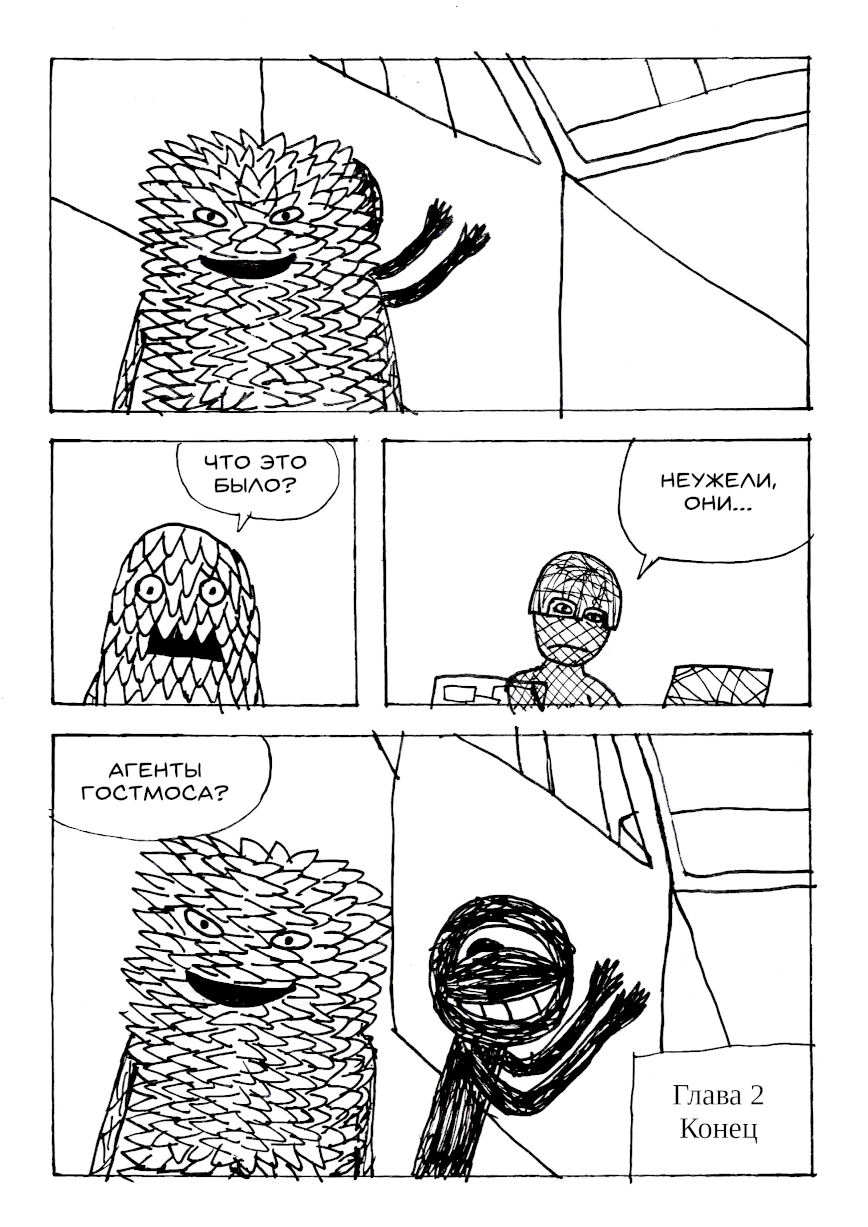 ЧТО ЭТО
БЫЛО?
НЕУЖЕЛИ,
ОНИ...
АГЕНТЫ
ГОСТМОСА?
Глава 2
Конец